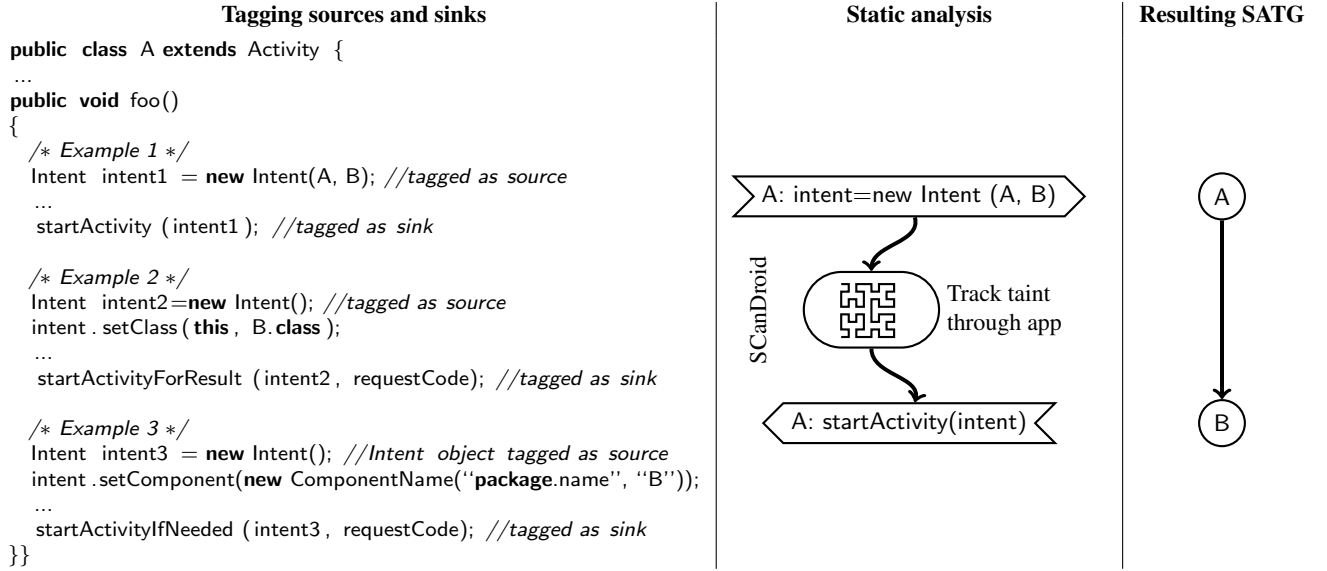 Tagging sources and sinks
public class A extends Activity {
...
public void foo()
{
/* Example 1 */
Intent intent1 = new Intent(A, B); //tagged as source
...
startActivity (intent1); //tagged as sink
/* Example 2 */
Intent intent2=new Intent(); //tagged as source
intent.setClass(this, B.class);
...
startActivityForResult (intent2, requestCode); //tagged as sink
/* Example 3 */
Intent intent3 = new Intent(); //Intent object tagged as source
intent.setComponent(new ComponentName(‘‘package.name’’, ‘‘B’’));
...
startActivityIfNeeded (intent3, requestCode); //tagged as sink
}}
Static analysis
A: intent=new Intent (A, B)
SCanDroid
Track taint
through app
A: startActivity(intent)
Resulting SATG
A
B